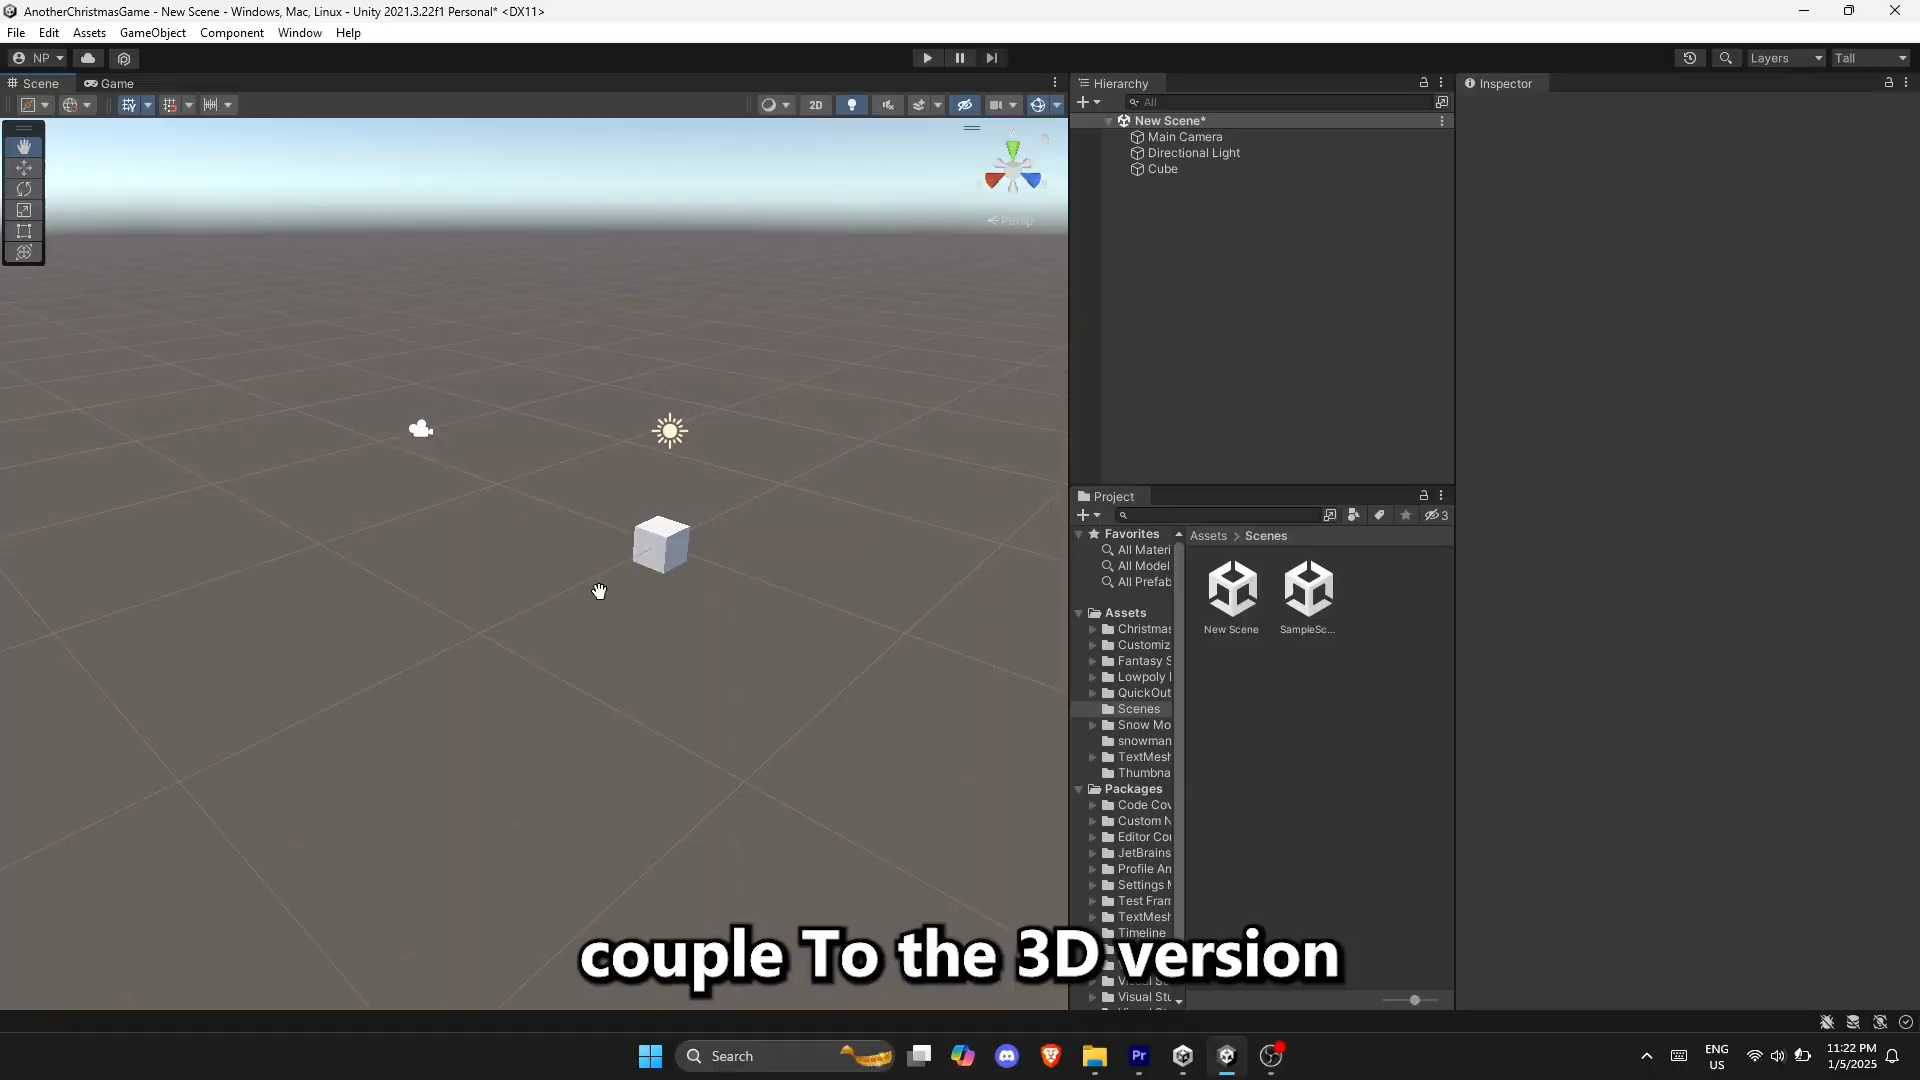 AnotherChristmasGame - New Scene - Windows, Mac, Linux - Unity 2021.3.22f1 Personal* <DX11>
File Edit Assets GameObject Component Window Help
NP
Layers
Tall
Scene
Game
2D
Persp
Hierarchy
All
New Scene*
Main Camera
Directional Light
Cube
Inspector
Project
3
Favorites
All Materi
All Model
All Prefab
Assets
Christmas
Customiz
Fantasy S
Lowpoly
QuickOut
Scenes
Snow Mo
snowman
TextMesh
Thumbna
Packages
Code Cov
Custom N
Editor Cor
JetBrains
Profile An
Settings M
Test Fram
TextMesh
Timeline
Visual Stu
Assets > Scenes
New Scene
SampleSc...
couple To the 3D version
Search
Pr
ENG
US
11:22 PM
1/5/2025